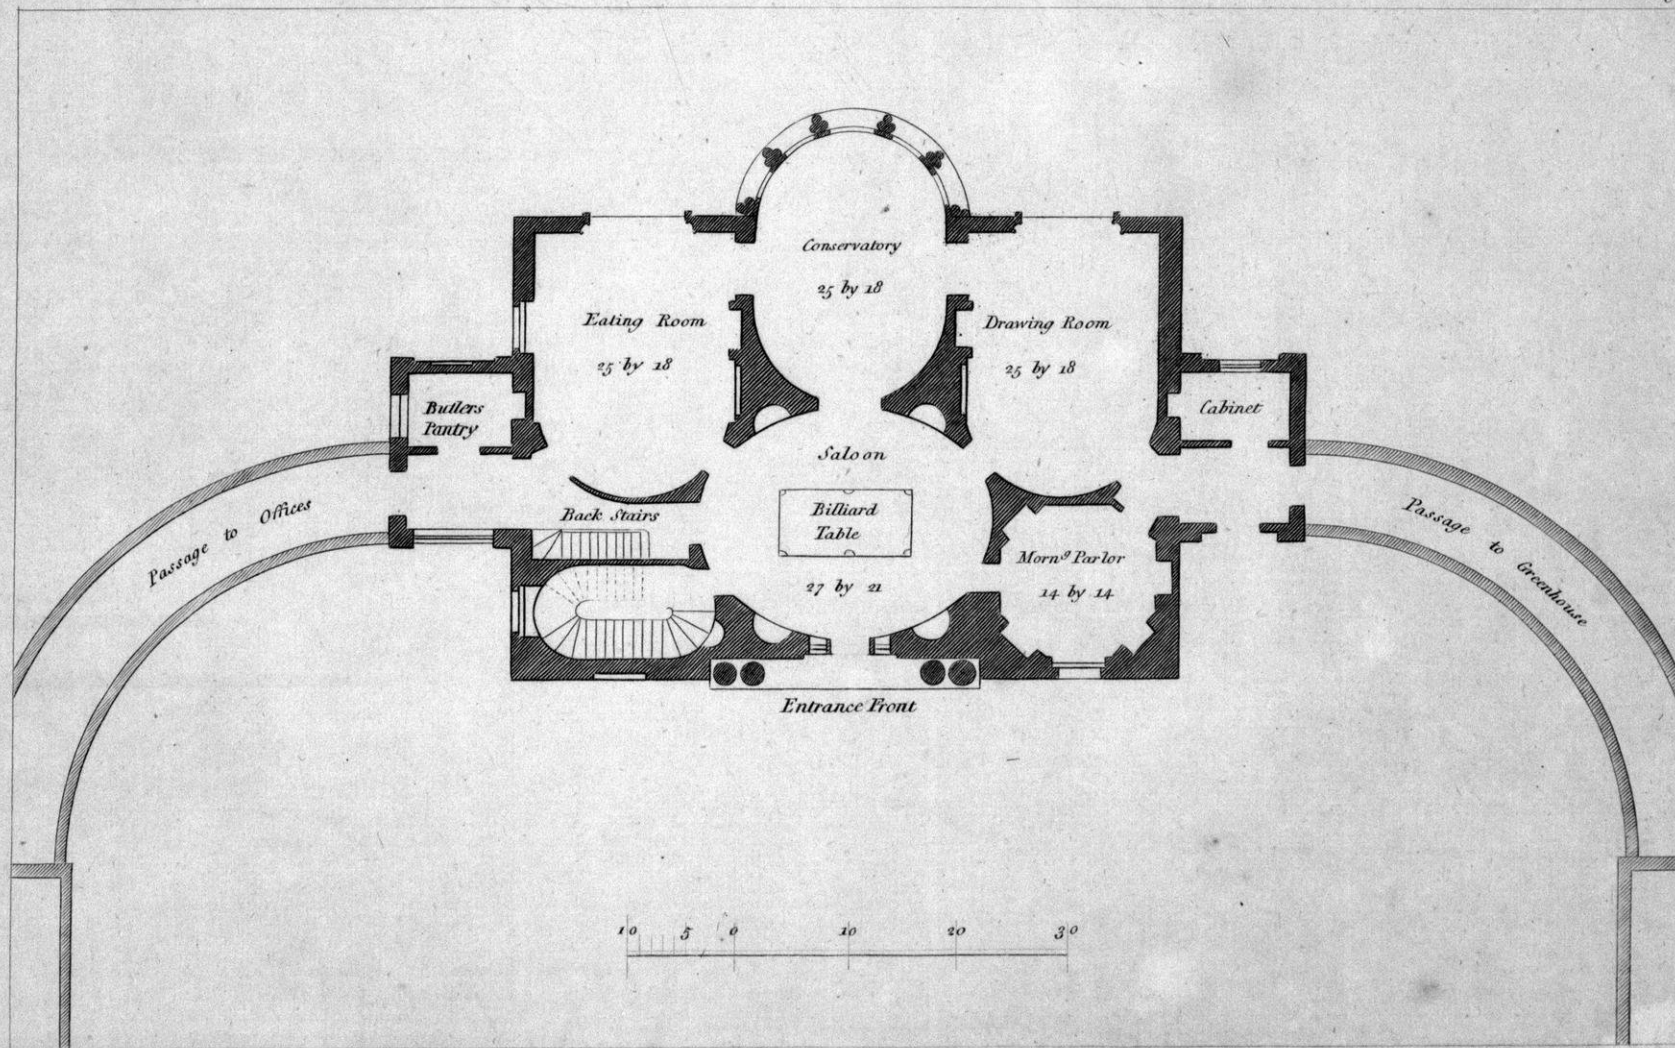 Conservatory
25 by 18
Eating Room
25 by 18
Drawing Room
25 by 18
Butlers
Pantry
Cabinet
Saloon
Billiard
Table
27 by 21
Back Stairs
Morng Parlor
14 by 14
Passage to Offices
Passage to Greenhouse
Entrance Front
10 5 0 10 20 30